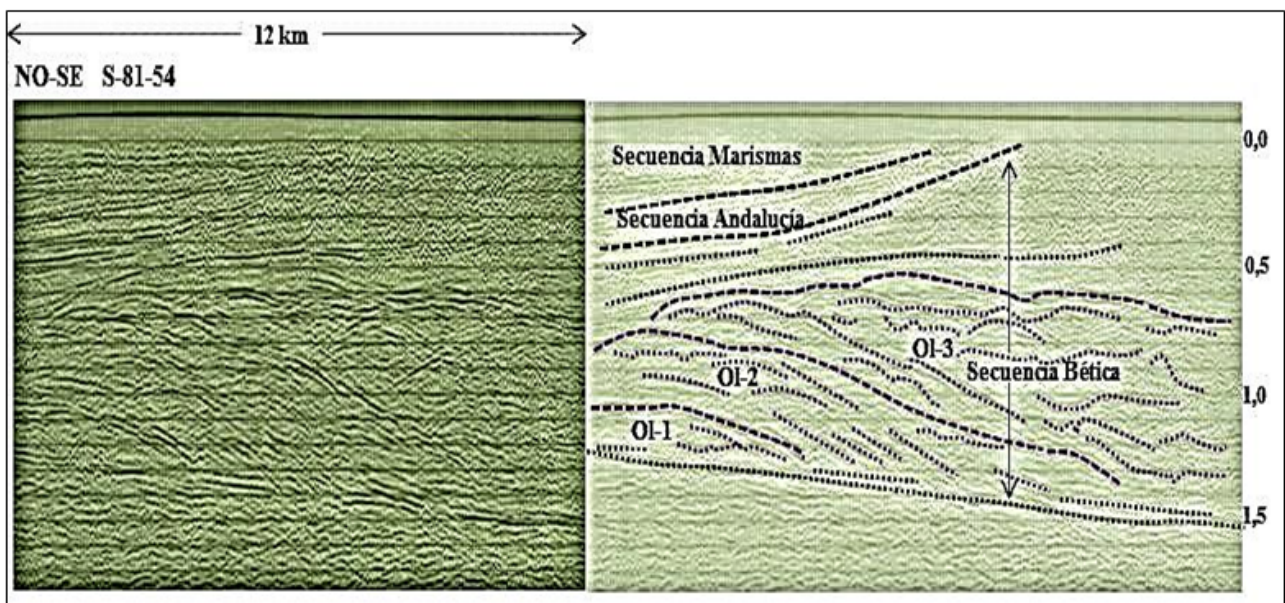 12 km
NO-SE S-81-54
Secuencia Marismas
Secuencia Andalucía
Ol-3
Ol-2
Secuencia Bética
Ol-1
0,0
0,5
1,0
1,5